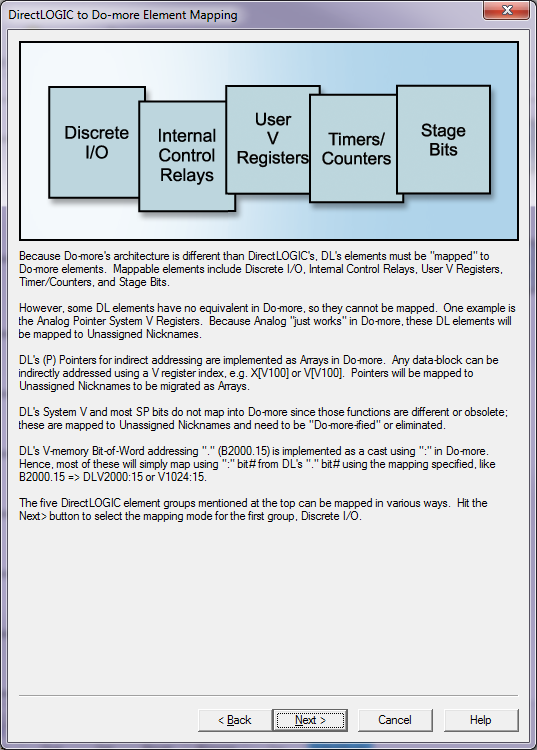 DirectLOGIC to Do-more Element Mapping
Discrete
I/O
Internal
Control
Relays
User
V
Registers
Timers/
Counters
Stage
Bits
Because Do-more's architecture is different than DirectLOGIC's, DL's elements must be "mapped" to
Do-more elements. Mappable elements include Discrete I/O, Internal Control Relays, User V Registers,
Timer/Counters, and Stage Bits.
However, some DL elements have no equivalent in Do-more, so they cannot be mapped. One example is
the Analog Pointer System V Registers. Because Analog "just works" in Do-more, these DL elements will
be mapped to Unassigned Nicknames.
DL's (P) Pointers for indirect addressing are implemented as Arrays in Do-more. Any data-block can be
indirectly addressed using a V register index, e.g. X[V100] or V[V100]. Pointers will be mapped to
Unassigned Nicknames to be migrated as Arrays.
DL's System V and most SP bits do not map into Do-more since those functions are different or obsolete;
these are mapped to Unassigned Nicknames and need to be "Do-more-ified" or eliminated.
DL's V-memory Bit-of-Word addressing "." (B2000.15) is implemented as a cast using ":" in Do-more.
Hence, most of these will simply map using ":" bit# from DL's "." bit# using the mapping specified, like
B2000.15 => DLV2000:15 or V1024:15.
The five DirectLOGIC element groups mentioned at the top can be mapped in various ways. Hit the
Next> button to select the mapping mode for the first group, Discrete I/O.
< Back
Next >
Cancel
Help